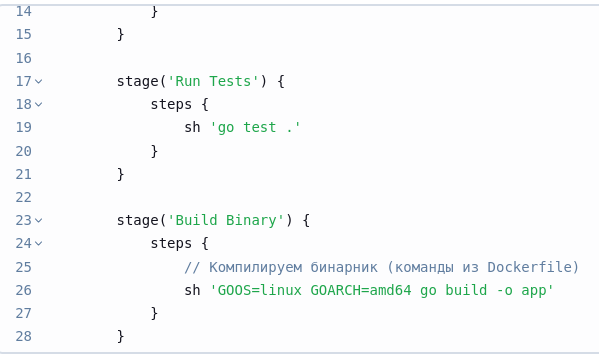 14             }
15         }
16
17         stage('Run Tests') {
18             steps {
19                 sh 'go test .'
20             }
21         }
22
23         stage('Build Binary') {
24             steps {
25                 // Компилируем бинарник (команды из Dockerfile)
26                 sh 'GOOS=linux GOARCH=amd64 go build -o app'
27             }
28         }